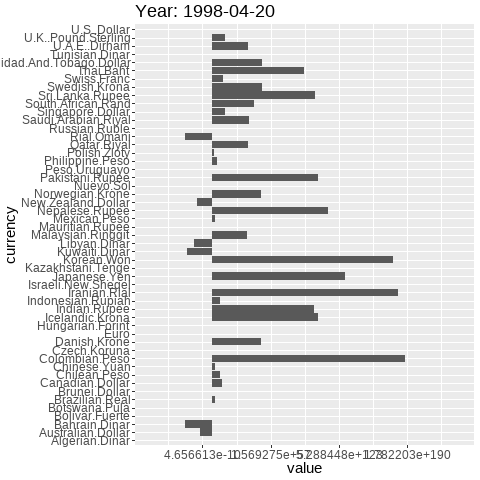 Year: 1998-04-20
U.S. Dollar
U.K. Pound Sterling
U.A.E. Dirham
Tunisian.Dinar
idad.And.Tobago.Dollar
Thai.Baht
Swiss.Franc
Swedish.Krona
Sri.Lanka.Rupee
South.African.Rand
Singapore.Dollar
Saudi.Arabian.Riyal
Russian.Ruble
Rial.Omani
Qatar.Riyal
Polish.Zloty
Philippine.Peso
Peso.Uruguayo
Pakistani.Rupee
Nuevo.Sol
Norwegian.Krone
New.Zealand.Dollar
Nepalese.Rupee
Mexican.Peso
Mauritian.Rupee
Malaysian.Ringgit
Libyan.Dinar
Kuwaiti.Dinar
Korean.Won
Kazakhstani.Tenge
Japanese.Yen
Israeli.New.Sheqel
Iranian.Rial
Indonesian.Rupiah
Indian.Rupee
Icelandic.Krona
Hungarian.Forint
Euro
Danish.Krone
Czech.Koruna
Colombian.Peso
Chinese.Yuan
Chilean.Peso
Canadian.Dollar
Brunei.Dollar
Brazilian.Real
Botswana.Pula
Bolivar.Fuerte
Bahrain.Dinar
Australian.Dollar
Algerian.Dinar
currency
value